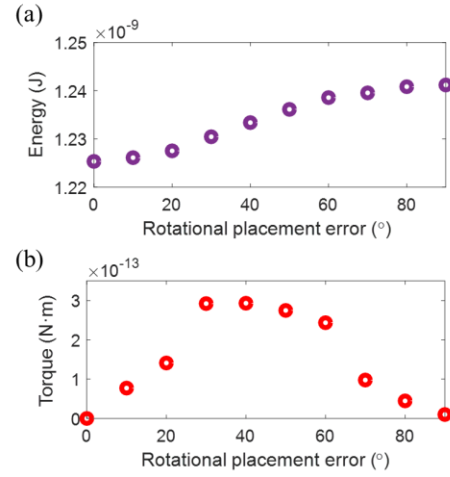 (a)
×10⁻⁹
1.25
1.24
1.23
1.22
Energy (J)
0 20 40 60 80
Rotational placement error (°)
(b)
×10⁻¹³
3
2
1
0
Torque (N·m)
0 20 40 60 80
Rotational placement error (°)